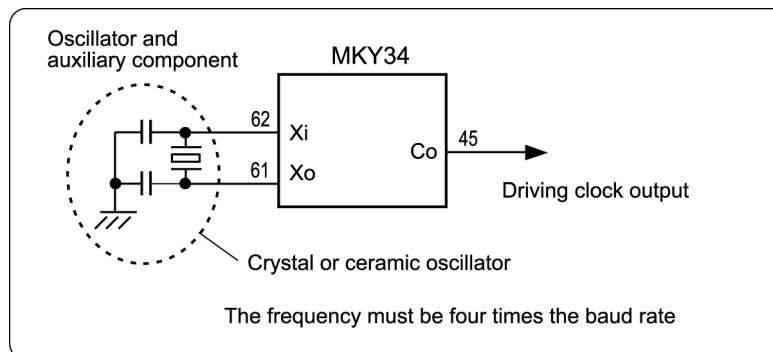 Oscillator and
auxiliary component
MKY34
62
Xi
61
Xo
Co
45
Driving clock output
Crystal or ceramic oscillator
The frequency must be four times the baud rate